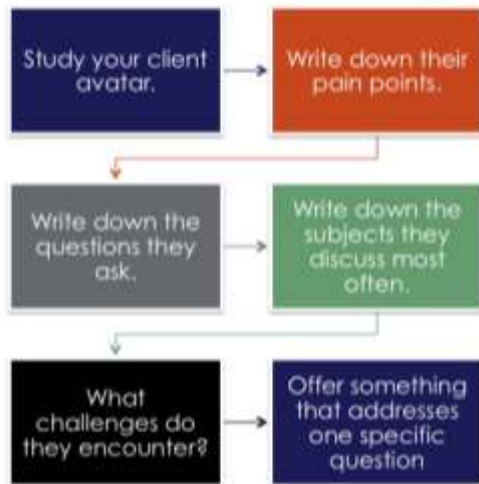 Study your client
avatar.
Write down their
pain points.
Write down the
questions they
ask.
Write down the
subjects they
discuss most
often.
What
challenges do
they encounter?
Offer something
that addresses
one specific
question